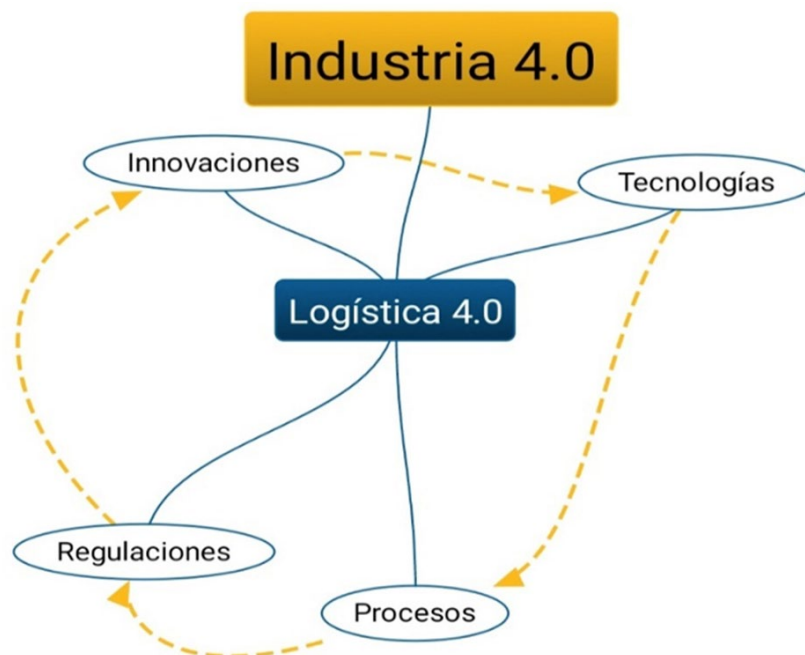 Industria 4.0
Innovaciones
Tecnologías
Logística 4.0
Regulaciones
Procesos